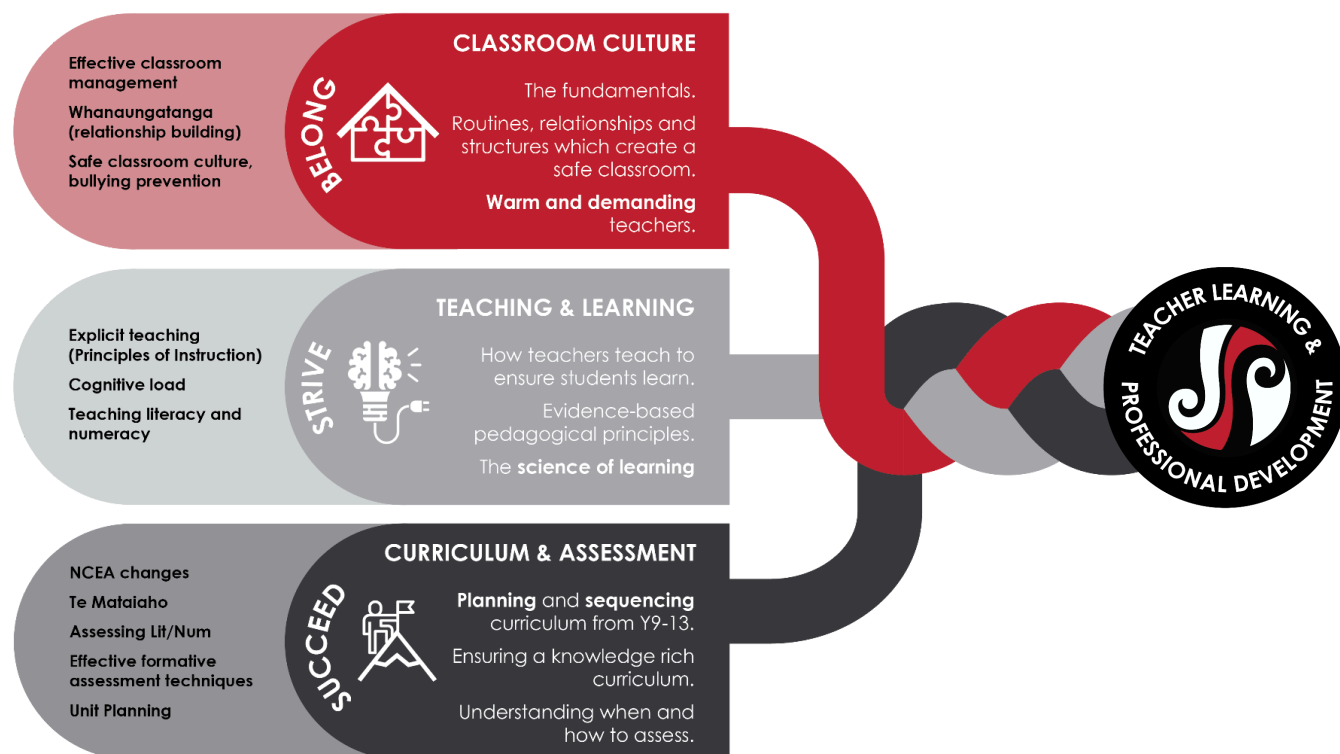 Effective classroom
management
Whanaungatanga
(relationship building)
Safe classroom culture,
bullying prevention
BELONG
CLASSROOM CULTURE
The fundamentals.
Routines, relationships and
structures which create a
safe classroom.
Warm and demanding
teachers.
Explicit teaching
(Principles of Instruction)
Cognitive load
Teaching literacy and
numeracy
STRIVE
TEACHING & LEARNING
How teachers teach to
ensure students learn.
Evidence-based
pedagogical principles.
The science of learning
NCEA changes
Te Mataiaho
Assessing Lit/Num
Effective formative
assessment techniques
Unit Planning
SUCCEED
CURRICULUM & ASSESSMENT
Planning and sequencing
curriculum from Y9-13.
Ensuring a knowledge rich
curriculum.
Understanding when and
how to assess.
TEACHER LEARNING &
PROFESSIONAL DEVELOPMENT